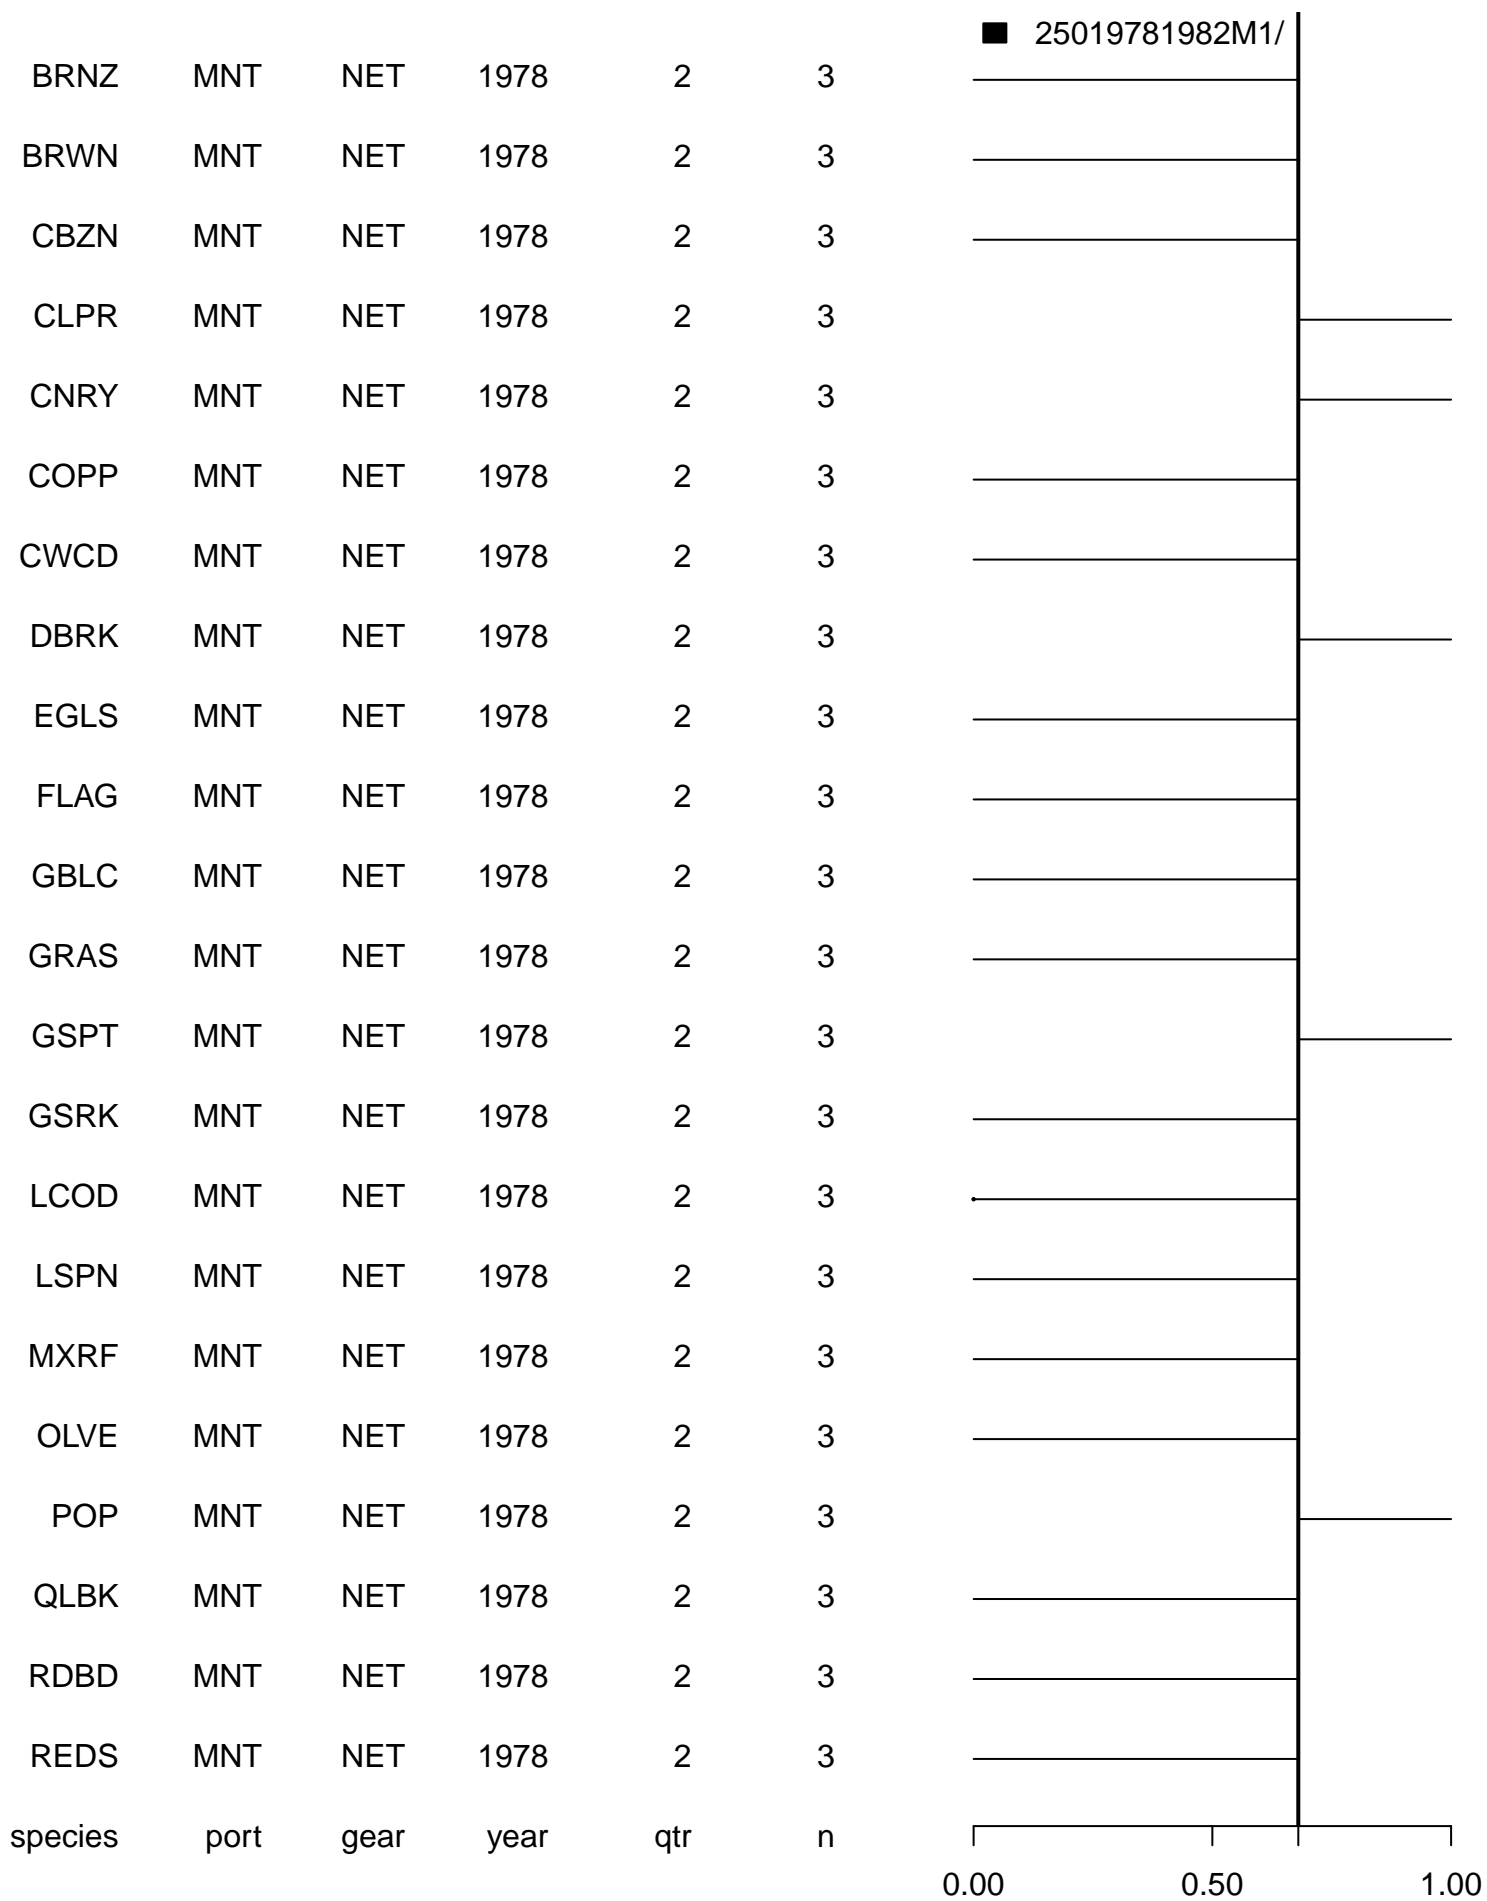 25019781982M1/
BRNZ MNT NET 1978 2 3
BRWN MNT NET 1978 2 3
CBZN MNT NET 1978 2 3
CLPR MNT NET 1978 2 3
CNRY MNT NET 1978 2 3
COPP MNT NET 1978 2 3
CWCD MNT NET 1978 2 3
DBRK MNT NET 1978 2 3
EGLS MNT NET 1978 2 3
FLAG MNT NET 1978 2 3
GBLC MNT NET 1978 2 3
GRAS MNT NET 1978 2 3
GSPT MNT NET 1978 2 3
GSRK MNT NET 1978 2 3
LCOD MNT NET 1978 2 3
LSPN MNT NET 1978 2 3
MXRF MNT NET 1978 2 3
OLVE MNT NET 1978 2 3
POP MNT NET 1978 2 3
QLBK MNT NET 1978 2 3
RDBD MNT NET 1978 2 3
REDS MNT NET 1978 2 3
species port gear year qtr n
0.00 0.50 1.00